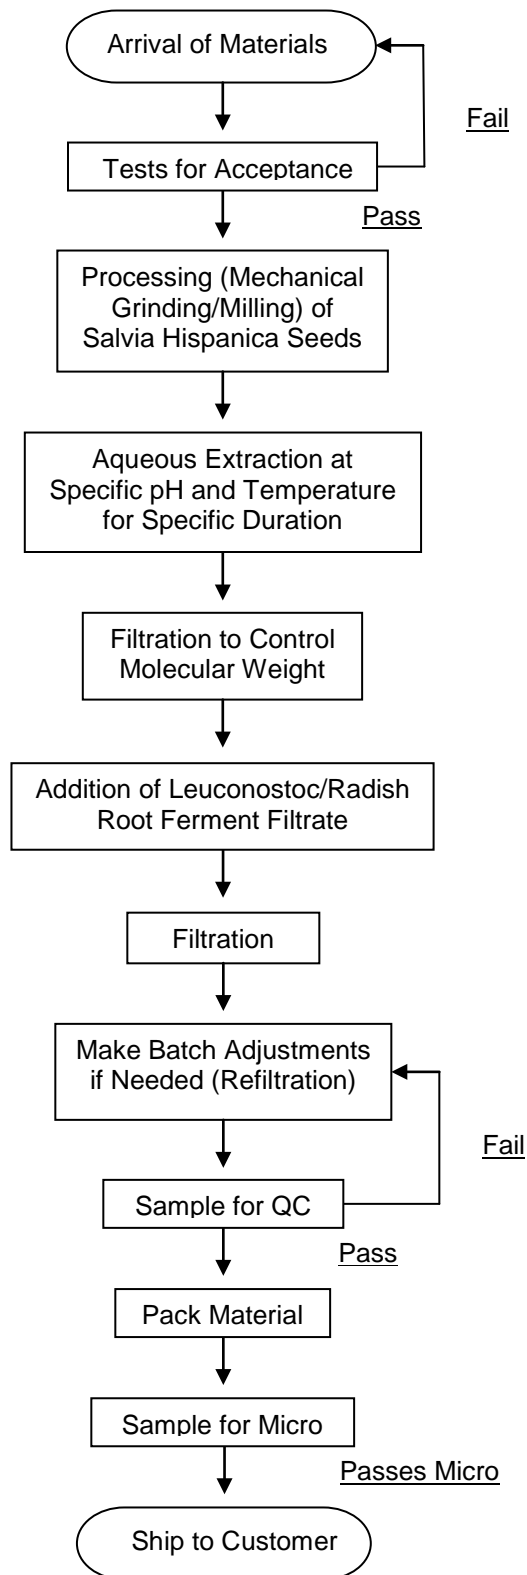 Arrival of Materials
Fail
Tests for Acceptance
Pass
Processing (Mechanical
Grinding/Milling) of
Salvia Hispanica Seeds
Aqueous Extraction at
Specific pH and Temperature
for Specific Duration
Filtration to Control
Molecular Weight
Addition of Leuconostoc/Radish
Root Ferment Filtrate
Filtration
Make Batch Adjustments
if Needed (Refiltration)
Fail
Sample for QC
Pass
Pack Material
Sample for Micro
Passes Micro
Ship to Customer